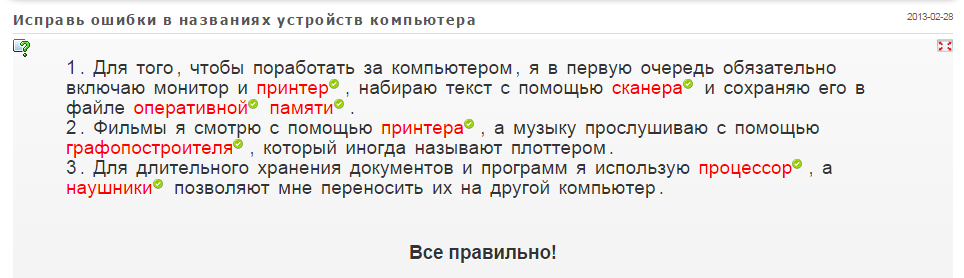 Исправь ошибки в названиях устройств компьютера
2013-02-28
1. Для того, чтобы поработать за компьютером, я в первую очередь обязательно
включаю монитор и принтер , набираю текст с помощью сканера и сохраняю его в
файле оперативной памяти .
2. Фильмы я смотрю с помощью принтера , а музыку прослушиваю с помощью
графопостроителя , который иногда называют плоттером.
3. Для длительного хранения документов и программ я использую процессор , а
наушники позволяют мне переносить их на другой компьютер.
Все правильно!